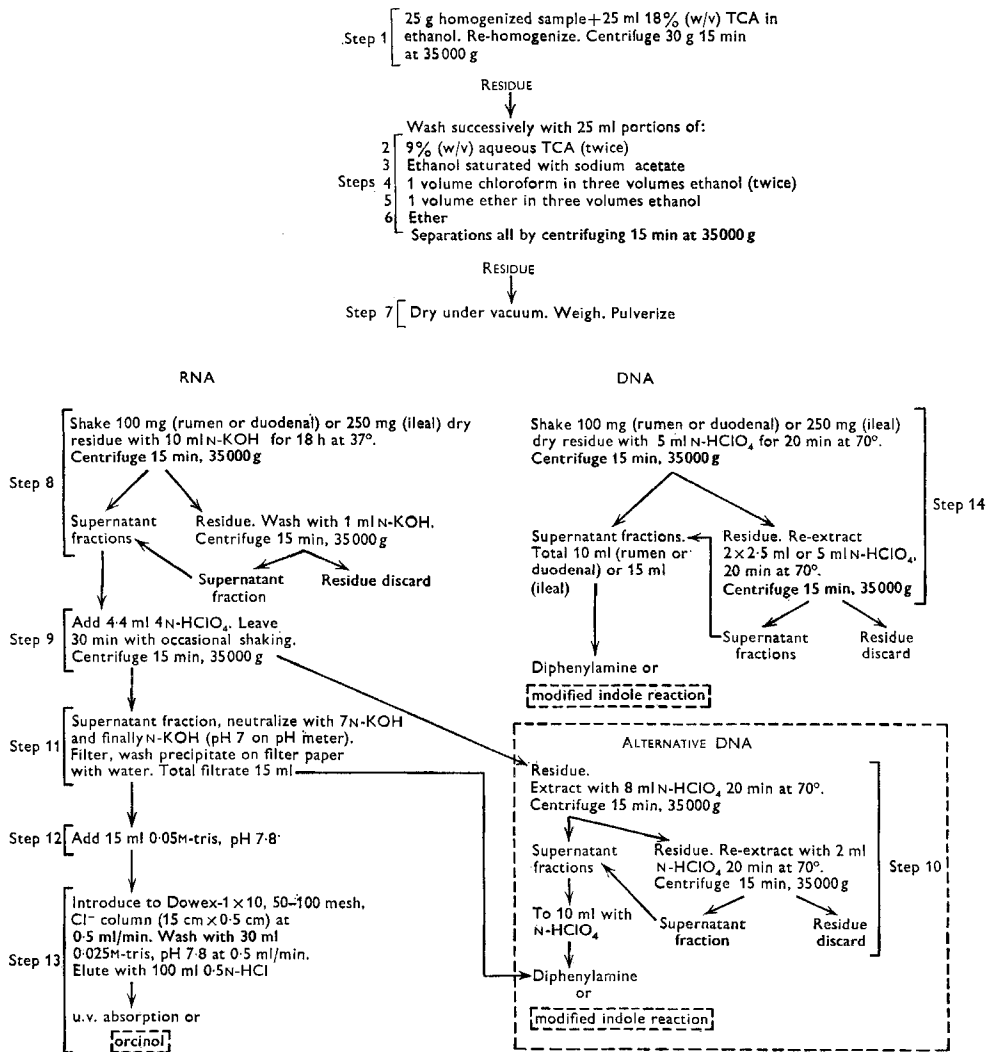 25 g homogenized sample+25 ml 18% (w/v) TCA in
.Step 1
ethanol. Re-homogenize. Centrifuge 30 g 15 min
at 35000 g
RESIDUE
Wash successively with 25 ml portions of:
2 9% (w/v) aqueous TCA (twice)
3 Ethanol saturated with sodium acetate
Steps 4 1 volume chloroform in three volumes ethanol (twice)
5 1 volume ether in three volumes ethanol
6 Ether
Separations all by centrifuging 15 min at 35000 g
RESIDUE
Step 7 Dry under vacuum. Weigh. Pulverize
RNA
Step 8
Shake 100 mg (rumen or duodenal) or 250 mg (ileal) dry
residue with 10 ml N-KOH for 18 h at 37°.
Centrifuge 15 min, 35000 g
Supernatant
fractions
Residue. Wash with 1 ml N-KOH.
Centrifuge 15 min, 35000 g
Supernatant
fraction
Residue discard
Step 9
Add 4·4 ml 4N-HClO₄. Leave
30 min with occasional shaking.
Centrifuge 15 min, 35000 g
Step 11
Supernatant fraction, neutralize with 7N-KOH
and finally N-KOH (pH 7 on pH meter).
Filter, wash precipitate on filter paper
with water. Total filtrate 15 ml
Step 12 Add 15 ml 0·05M-tris, pH 7·8
Step 13
Introduce to Dowex-1 × 10, 50–100 mesh,
Cl⁻ column (15 cm × 0·5 cm) at
0·5 ml/min. Wash with 30 ml
0·025M-tris, pH 7·8 at 0·5 ml/min.
Elute with 100 ml 0·5N-HCl
u.v. absorption or
orcinol
DNA
Shake 100 mg (rumen or duodenal) or 250 mg (ileal)
dry residue with 5 ml N-HClO₄ for 20 min at 70°.
Centrifuge 15 min, 35000 g
Step 14
Supernatant fractions.
Total 10 ml (rumen or
duodenal) or 15 ml
(ileal)
Residue. Re-extract
2×2·5 ml or 5 ml N-HClO₄,
20 min at 70°.
Centrifuge 15 min, 35000 g
Supernatant
fractions
Residue
discard
Diphenylamine or
modified indole reaction
ALTERNATIVE DNA
Residue.
Extract with 8 ml N-HClO₄ 20 min at 70°.
Centrifuge 15 min, 35000 g
Step 10
Supernatant
fractions
Residue. Re-extract with 2 ml
N-HClO₄ 20 min at 70°.
Centrifuge 15 min, 35000 g
To 10 ml with
N-HClO₄
Supernatant
fraction
Residue
discard
Diphenylamine
or
modified indole reaction